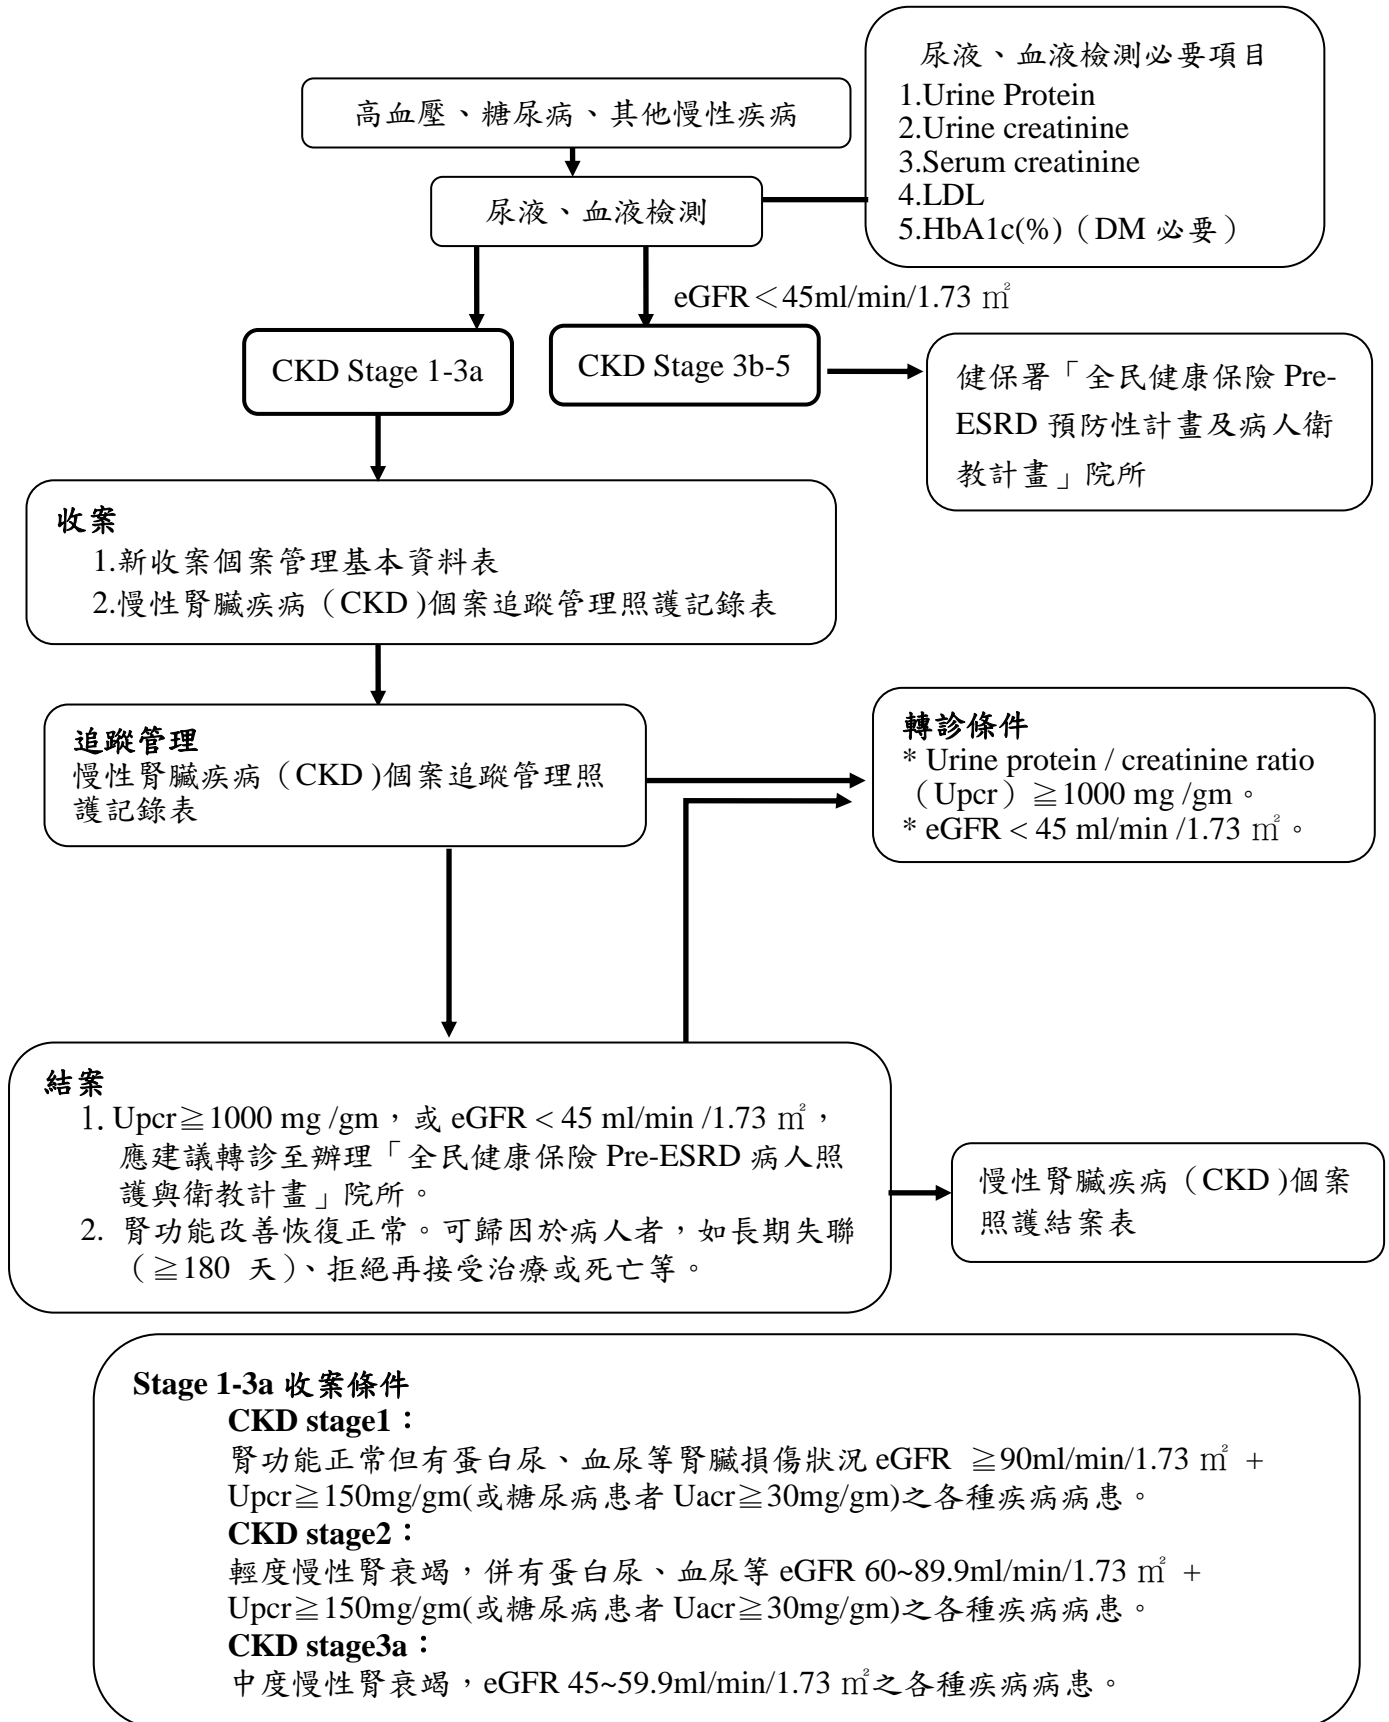 尿液、血液檢測必要項目
1.Urine Protein
2.Urine creatinine
3.Serum creatinine
4.LDL
5.HbA1c(%)（DM 必要）
高血壓、糖尿病、其他慢性疾病
尿液、血液檢測
eGFR＜45ml/min/1.73 ㎡
CKD Stage 1-3a
CKD Stage 3b-5
健保署「全民健康保險 Pre-
ESRD 預防性計畫及病人衛
教計畫」院所
收案
1.新收案個案管理基本資料表
2.慢性腎臟疾病（CKD )個案追蹤管理照護記錄表
追蹤管理
慢性腎臟疾病（CKD )個案追蹤管理照
護記錄表
轉診條件
* Urine protein / creatinine ratio
（Upcr）≧1000 mg /gm。
* eGFR < 45 ml/min /1.73 ㎡。
結案
1. Upcr≧1000 mg /gm，或 eGFR < 45 ml/min /1.73 ㎡，
應建議轉診至辦理「全民健康保險 Pre-ESRD 病人照
護與衛教計畫」院所。
2. 腎功能改善恢復正常。可歸因於病人者，如長期失聯
（≧180 天)、拒絕再接受治療或死亡等。
慢性腎臟疾病（CKD )個案
照護結案表
Stage 1-3a 收案條件
CKD stage1：
腎功能正常但有蛋白尿、血尿等腎臟損傷狀況 eGFR ≧90ml/min/1.73 ㎡ +
Upcr≧150mg/gm(或糖尿病患者 Uacr≧30mg/gm)之各種疾病病患。
CKD stage2：
輕度慢性腎衰竭，併有蛋白尿、血尿等 eGFR 60~89.9ml/min/1.73 ㎡ +
Upcr≧150mg/gm(或糖尿病患者 Uacr≧30mg/gm)之各種疾病病患。
CKD stage3a：
中度慢性腎衰竭，eGFR 45~59.9ml/min/1.73 ㎡之各種疾病病患。